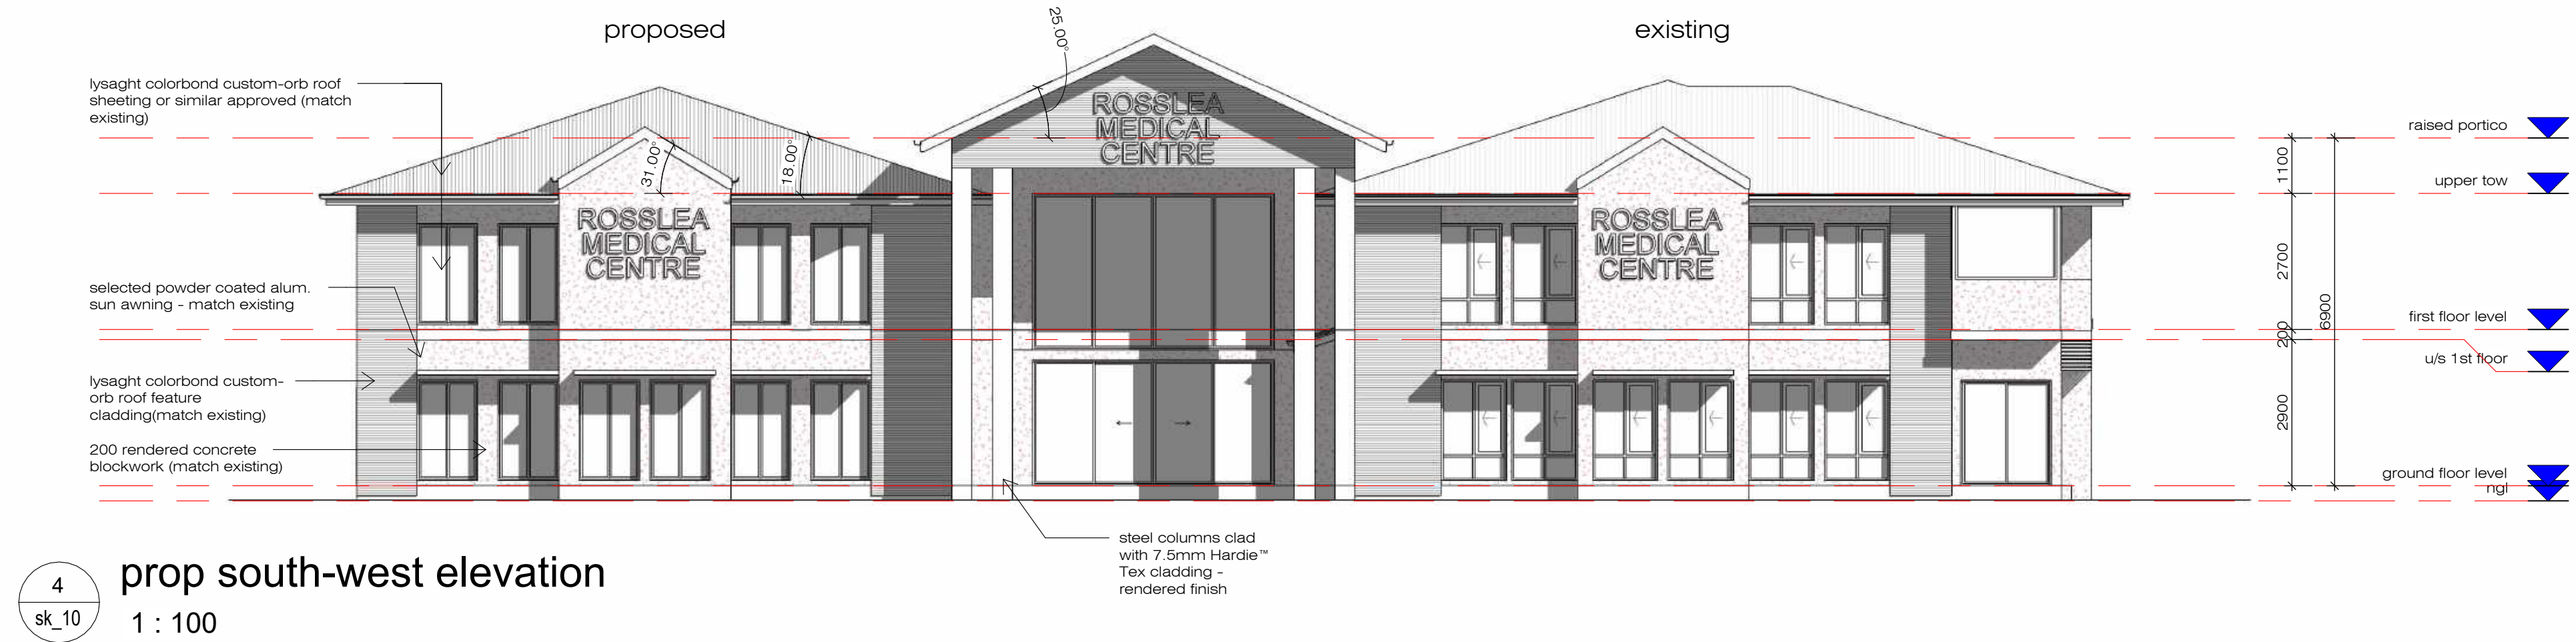 proposed
existing
25.00°
lysaght colorbond custom-orb roof
sheeting or similar approved (match
existing)
31.00°
18.00°
ROSSLEA
MEDICAL
CENTRE
ROSSLEA
MEDICAL
CENTRE
ROSSLEA
MEDICAL
CENTRE
selected powder coated alum.
sun awning - match existing
lysaght colorbond custom-
orb roof feature
cladding(match existing)
200 rendered concrete
blockwork (match existing)
steel columns clad
with 7.5mm Hardie™
Tex cladding -
rendered finish
1100
2700
200
2900
6900
raised portico
upper tow
first floor level
u/s 1st floor
ground floor level
ngl
4
sk_10
prop south-west elevation
1 : 100